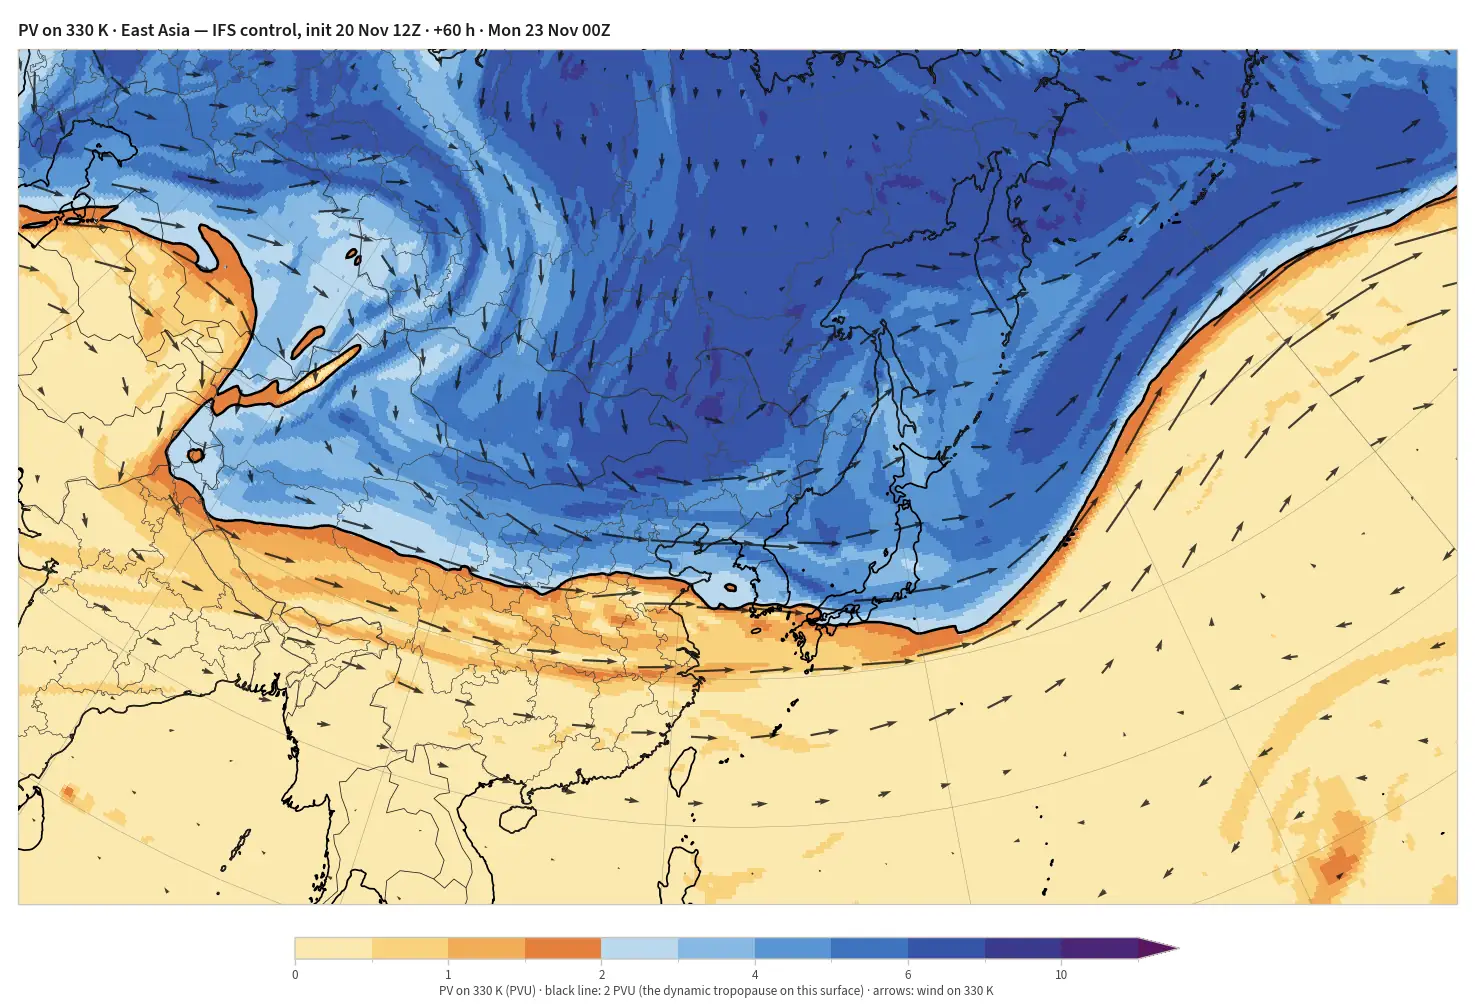 PV on 330 K · East Asia — IFS control, init 20 Nov 12Z · +60 h · Mon 23 Nov 00Z
0 1 2 4 6 10
PV on 330 K (PVU) · black line: 2 PVU (the dynamic tropopause on this surface) · arrows: wind on 330 K